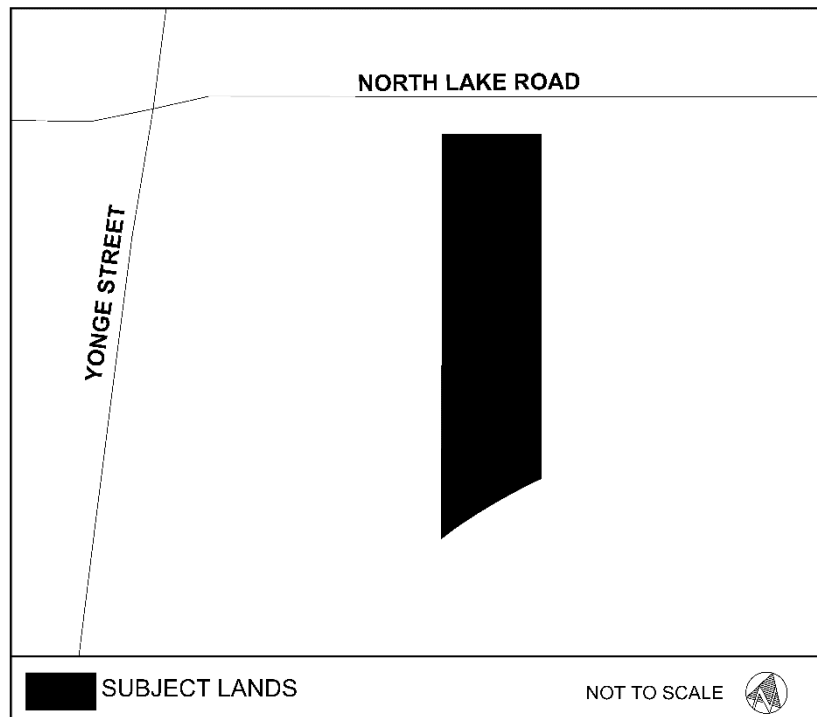 NORTH LAKE ROAD
YONGE STREET
SUBJECT LANDS
NOT TO SCALE